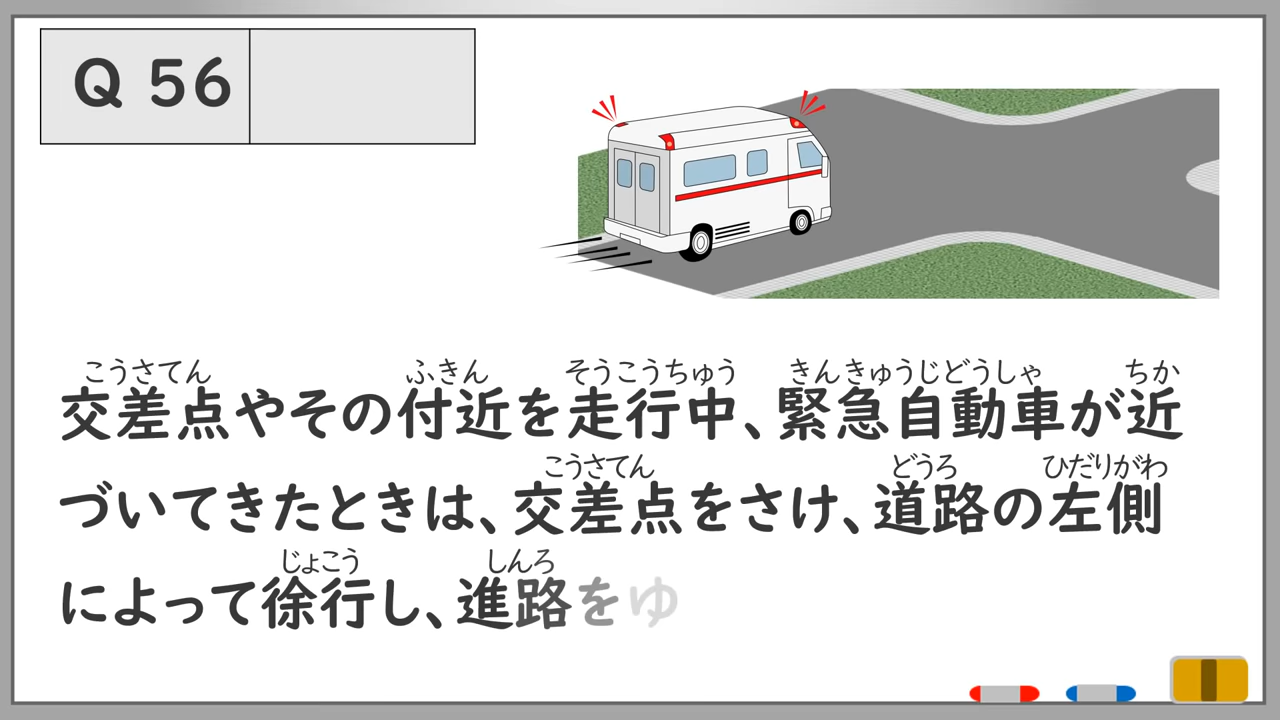 Q 56
こうさてん ふきん そうこうちゅう きんきゅうじどうしゃ ちか
交差点やその付近を走行中、緊急自動車が近
こうさてん どうろ ひだりがわ
づいてきたときは、交差点をさけ、道路の左側
じょこう しんろ
によって徐行し、進路をゆ